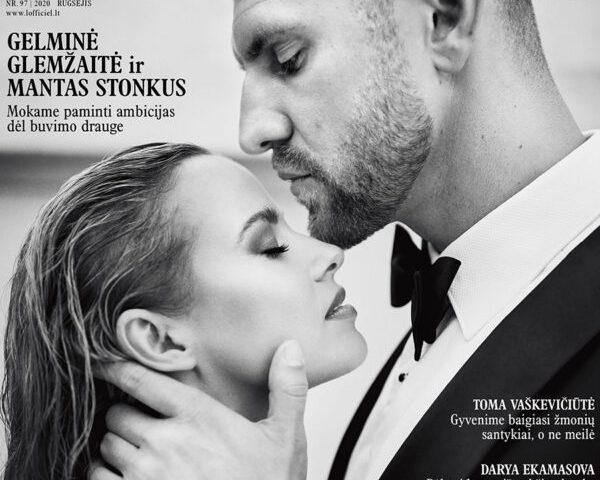 NR. 97 | 2020 RUGSĖJIS
www.lofficiel.lt
GELMINĖ
GLEMŽAITĖ ir
MANTAS STONKUS
Mokame paminti ambicijas
dėl buvimo drauge
TOMA VAŠKEVIČIŪTĖ
Gyvenime baigiasi žmonių
santykiai, o ne meilė
DARYA EKAMASOVA